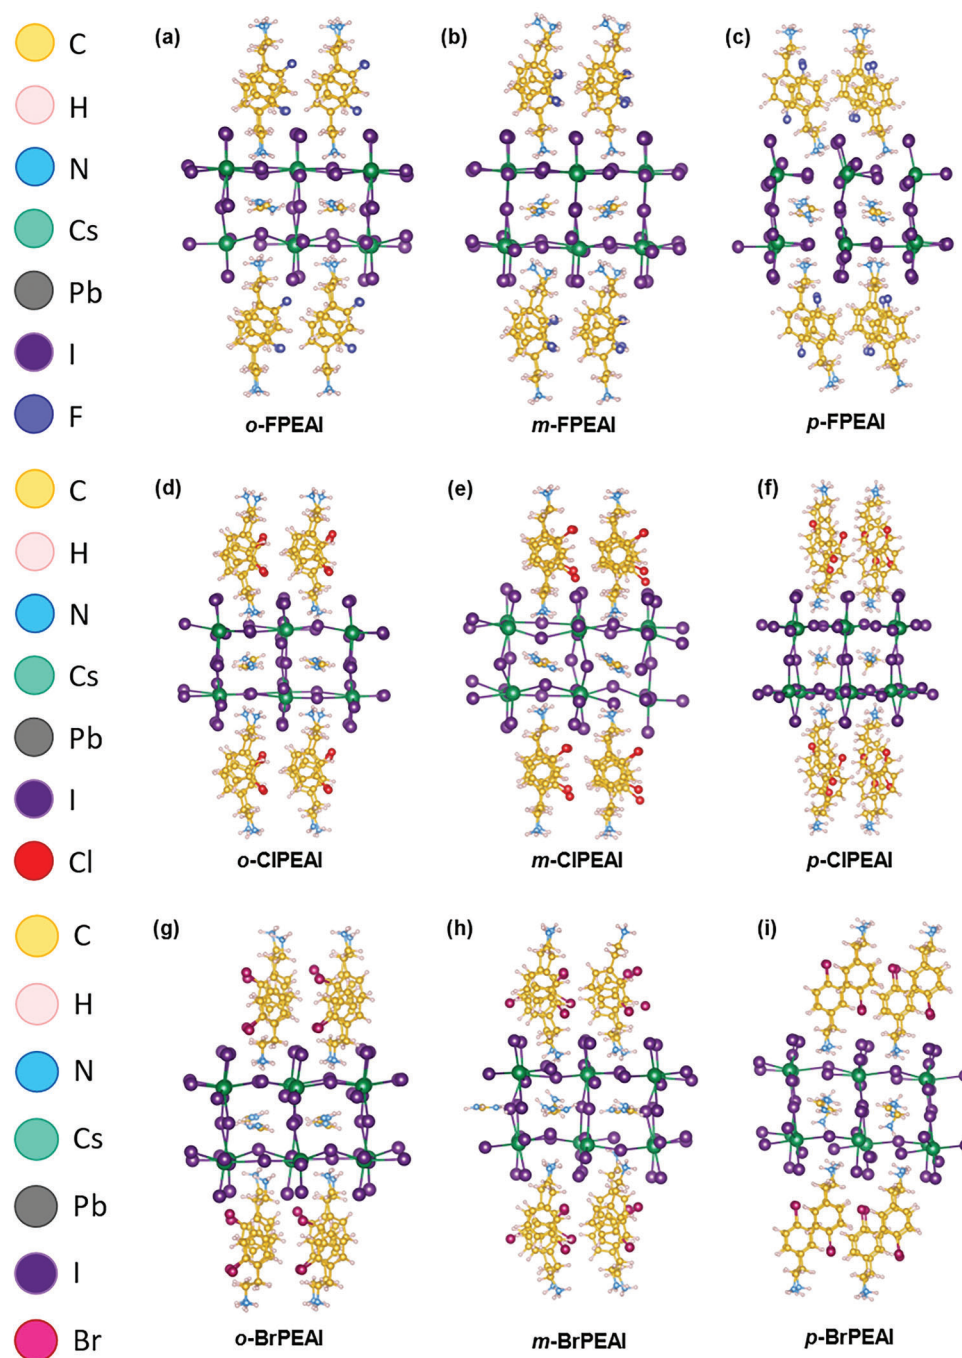 C
H
N
Cs
Pb
I
F
(a)
(b)
(c)
o-FPEAI
m-FPEAI
p-FPEAI
C
H
N
Cs
Pb
I
Cl
(d)
(e)
(f)
o-ClPEAI
m-ClPEAI
p-ClPEAI
C
H
N
Cs
Pb
I
Br
(g)
(h)
(i)
o-BrPEAI
m-BrPEAI
p-BrPEAI